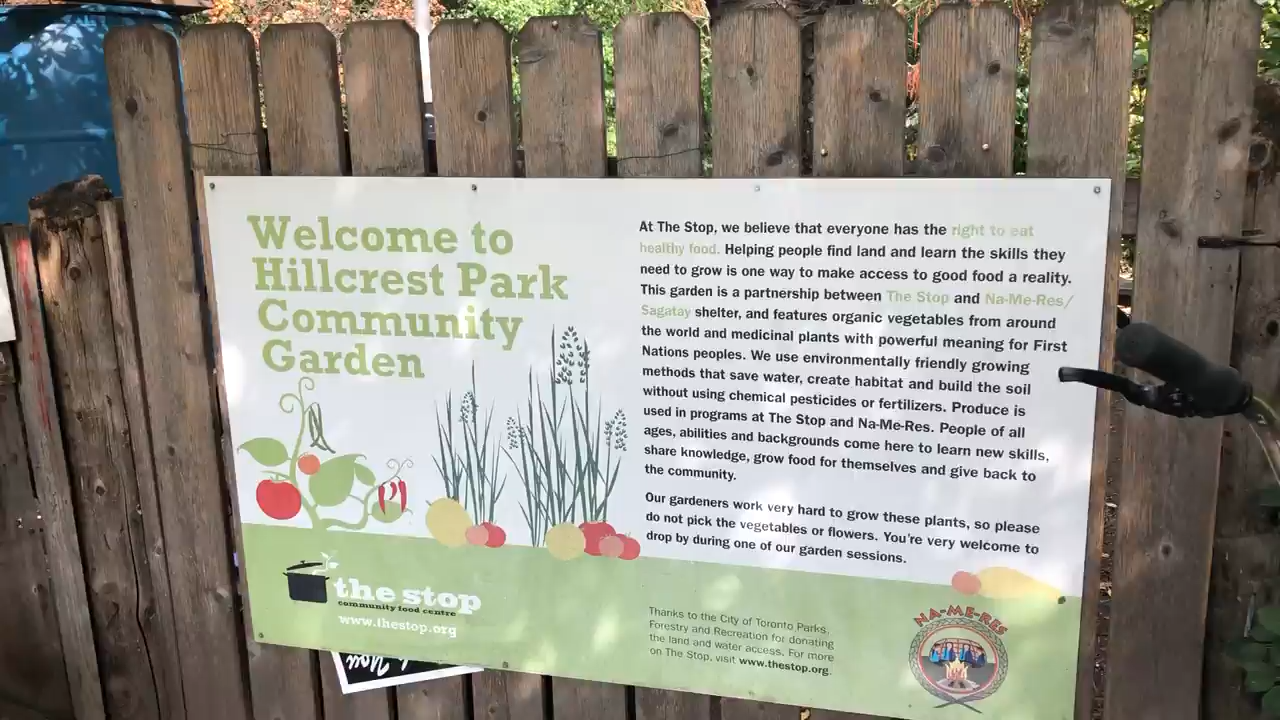 Welcome to
Hillcrest Park
Community
Garden
At The Stop, we believe that everyone has the right to eat
healthy food. Helping people find land and learn the skills they
need to grow is one way to make access to good food a reality.
This garden is a partnership between The Stop and Na-Me-Res/
Sagatay shelter, and features organic vegetables from around
the world and medicinal plants with powerful meaning for First
Nations peoples. We use environmentally friendly growing
methods that save water, create habitat and build the soil
without using chemical pesticides or fertilizers. Produce is
used in programs at The Stop and Na-Me-Res. People of all
ages, abilities and backgrounds come here to learn new skills,
share knowledge, grow food for themselves and give back to
the community.
Our gardeners work very hard to grow these plants, so please
do not pick the vegetables or flowers. You're very welcome to
drop by during one of our garden sessions.
the stop
community food centre
www.thestop.org
Thanks to the City of Toronto Parks,
Forestry and Recreation for donating
the land and water access. For more
on The Stop, visit www.thestop.org.
NA-ME-RES